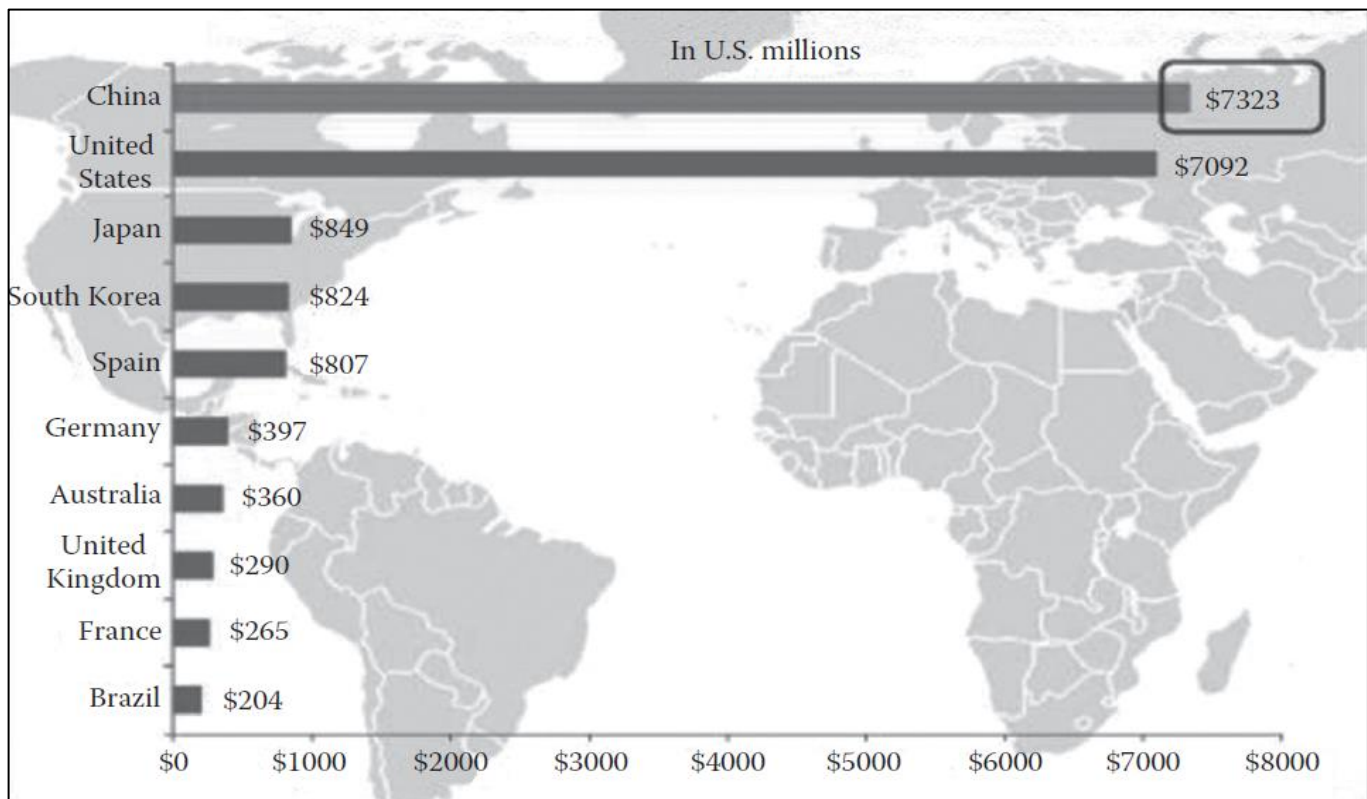 In U.S. millions
China
$7323
United
States
$7092
Japan
$849
South Korea
$824
Spain
$807
Germany
$397
Australia
$360
United
Kingdom
$290
France
$265
Brazil
$204
$0 $1000 $2000 $3000 $4000 $5000 $6000 $7000 $8000